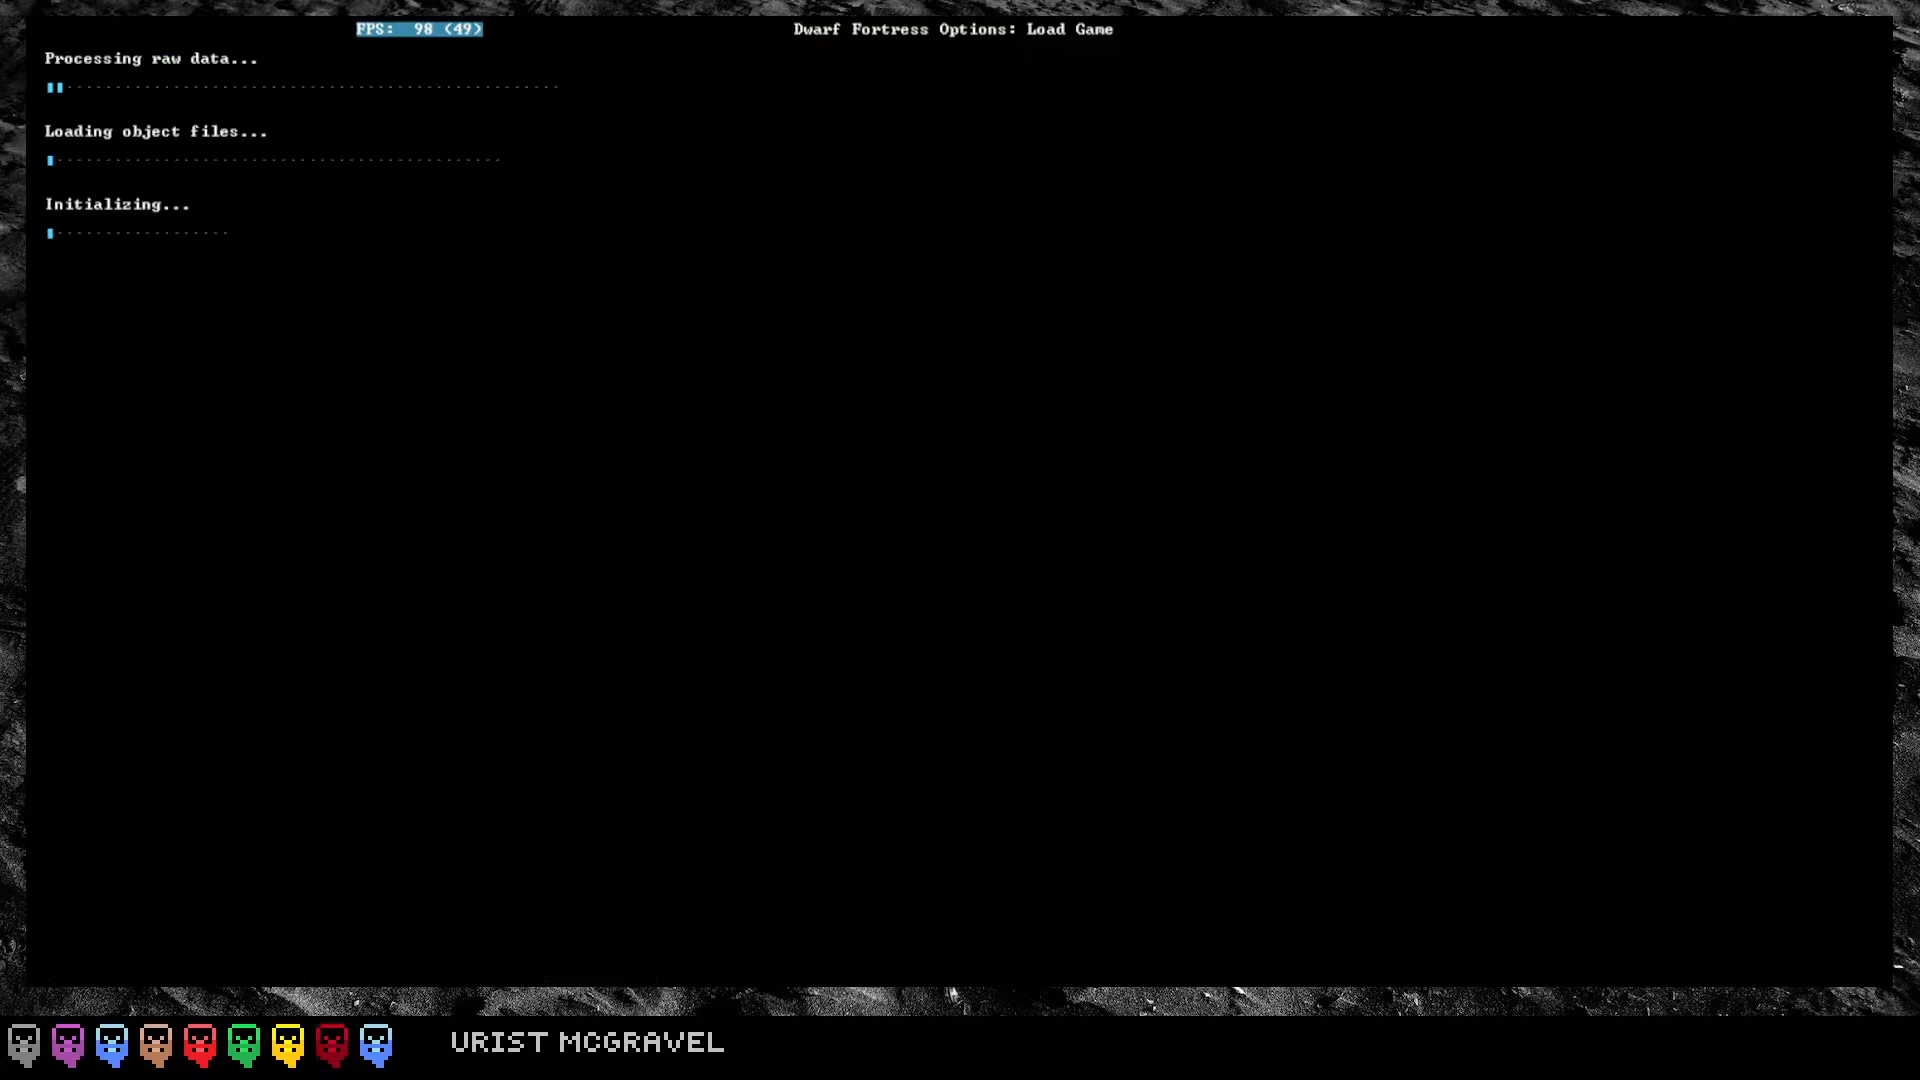 FPS: 98 (49) Dwarf Fortress Options: Load Game
Processing raw data...
Loading object files...
Initializing...
URIST MCGRAVEL